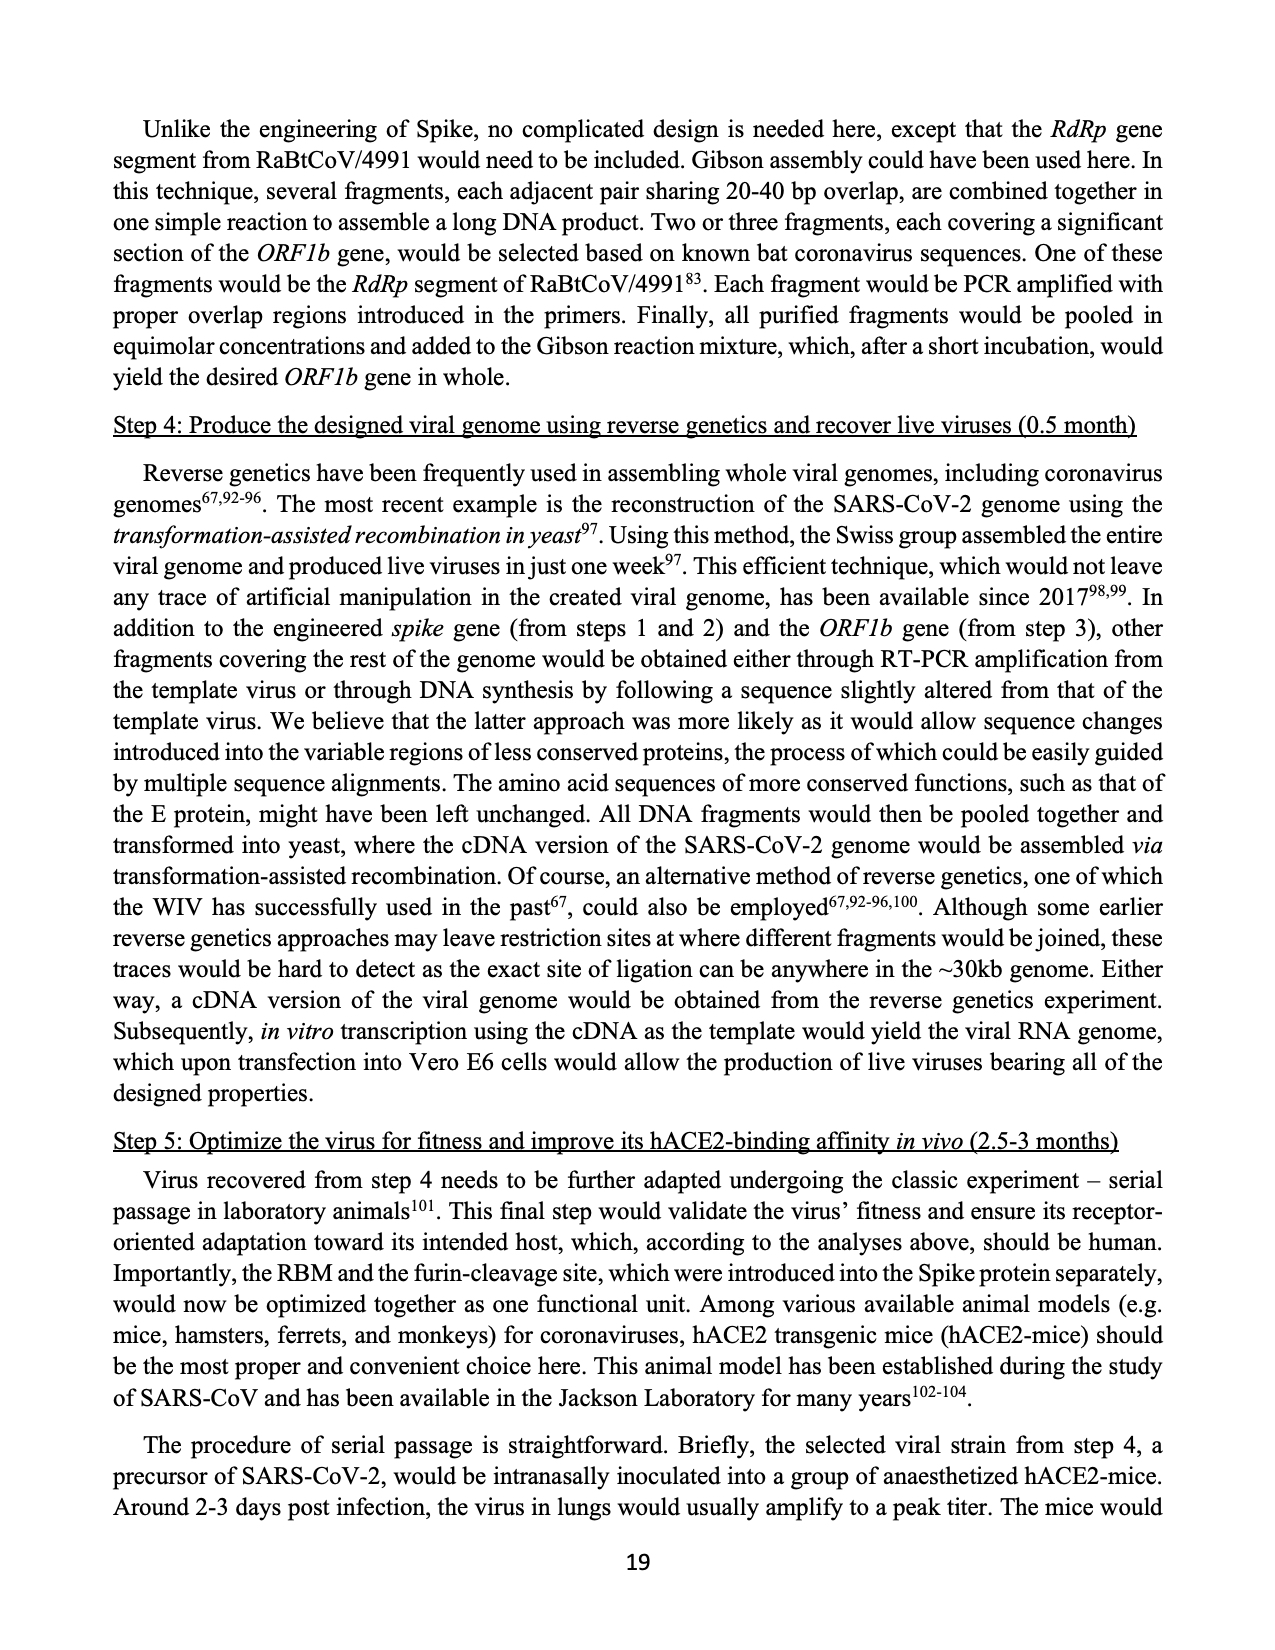 Unlike the engineering of Spike, no complicated design is needed here, except that the RdRp gene
segment from RaBtCoV/4991 would need to be included. Gibson assembly could have been used here. In
this technique, several fragments, each adjacent pair sharing 20-40 bp overlap, are combined together in
one simple reaction to assemble a long DNA product. Two or three fragments, each covering a significant
section of the ORF1b gene, would be selected based on known bat coronavirus sequences. One of these
fragments would be the RdRp segment of RaBtCoV/499183. Each fragment would be PCR amplified with
proper overlap regions introduced in the primers. Finally, all purified fragments would be pooled in
equimolar concentrations and added to the Gibson reaction mixture, which, after a short incubation, would
yield the desired ORF1b gene in whole.
Step 4: Produce the designed viral genome using reverse genetics and recover live viruses (0.5 month)
Reverse genetics have been frequently used in assembling whole viral genomes, including coronavirus
genomes67,92-96. The most recent example is the reconstruction of the SARS-CoV-2 genome using the
transformation-assisted recombination in yeast97. Using this method, the Swiss group assembled the entire
viral genome and produced live viruses in just one week97. This efficient technique, which would not leave
any trace of artificial manipulation in the created viral genome, has been available since 201798,99. In
addition to the engineered spike gene (from steps 1 and 2) and the ORF1b gene (from step 3), other
fragments covering the rest of the genome would be obtained either through RT-PCR amplification from
the template virus or through DNA synthesis by following a sequence slightly altered from that of the
template virus. We believe that the latter approach was more likely as it would allow sequence changes
introduced into the variable regions of less conserved proteins, the process of which could be easily guided
by multiple sequence alignments. The amino acid sequences of more conserved functions, such as that of
the E protein, might have been left unchanged. All DNA fragments would then be pooled together and
transformed into yeast, where the cDNA version of the SARS-CoV-2 genome would be assembled via
transformation-assisted recombination. Of course, an alternative method of reverse genetics, one of which
the WIV has successfully used in the past67, could also be employed67,92-96,100. Although some earlier
reverse genetics approaches may leave restriction sites at where different fragments would be joined, these
traces would be hard to detect as the exact site of ligation can be anywhere in the ~30kb genome. Either
way, a cDNA version of the viral genome would be obtained from the reverse genetics experiment.
Subsequently, in vitro transcription using the cDNA as the template would yield the viral RNA genome,
which upon transfection into Vero E6 cells would allow the production of live viruses bearing all of the
designed properties.
Step 5: Optimize the virus for fitness and improve its hACE2-binding affinity in vivo (2.5-3 months)
Virus recovered from step 4 needs to be further adapted undergoing the classic experiment – serial
passage in laboratory animals101. This final step would validate the virus’ fitness and ensure its receptor-
oriented adaptation toward its intended host, which, according to the analyses above, should be human.
Importantly, the RBM and the furin-cleavage site, which were introduced into the Spike protein separately,
would now be optimized together as one functional unit. Among various available animal models (e.g.
mice, hamsters, ferrets, and monkeys) for coronaviruses, hACE2 transgenic mice (hACE2-mice) should
be the most proper and convenient choice here. This animal model has been established during the study
of SARS-CoV and has been available in the Jackson Laboratory for many years102-104.
The procedure of serial passage is straightforward. Briefly, the selected viral strain from step 4, a
precursor of SARS-CoV-2, would be intranasally inoculated into a group of anaesthetized hACE2-mice.
Around 2-3 days post infection, the virus in lungs would usually amplify to a peak titer. The mice would
19